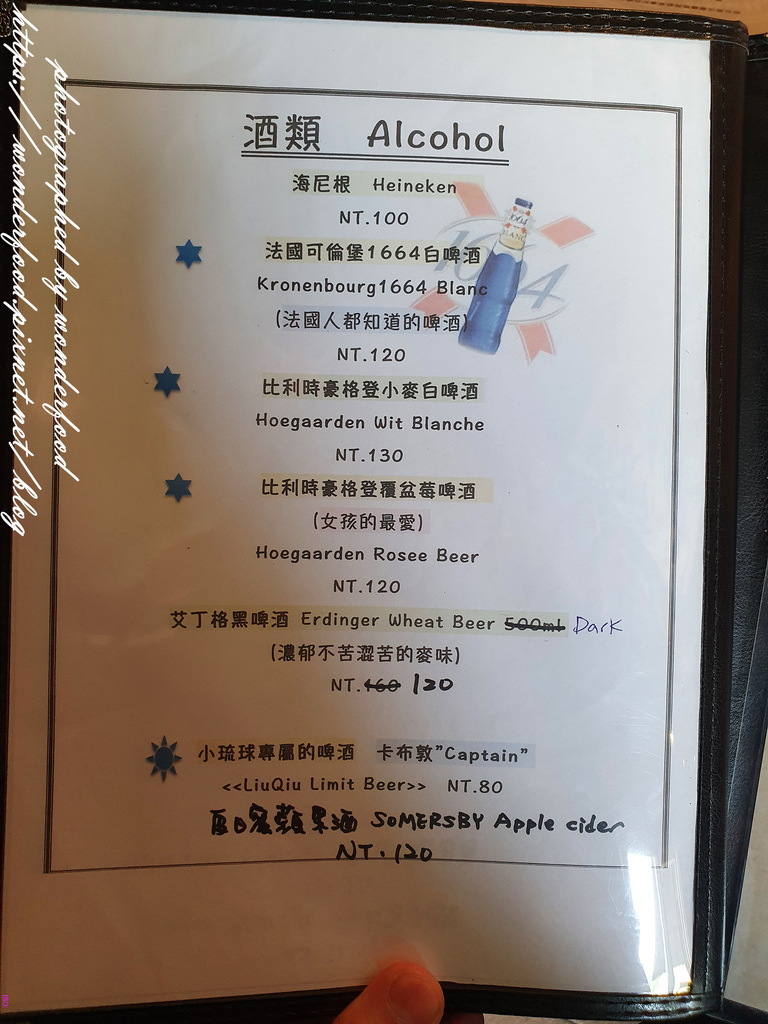 酒類 Alcohol
海尼根 Heineken
NT.100
法國可倫堡1664白啤酒
Kronenbourg1664 Blanc
(法國人都知道的啤酒)
NT.120
比利時豪格登小麥白啤酒
Hoegaarden Wit Blanche
NT.130
比利時豪格登覆盆莓啤酒
(女孩的最愛)
Hoegaarden Rosee Beer
NT.120
艾丁格黑啤酒 Erdinger Wheat Beer 500ml Dark
(濃郁不苦澀苦的麥味)
NT.160 120
小琉球專屬的啤酒 卡布敦"Captain"
<<LiuQiu Limit Beer>> NT.80
蘋果酒 SOMERSBY Apple cider
NT.120
1664
1664
BLANC
photographed by wonderfood
https://wonderfood.pixnet.net/blog